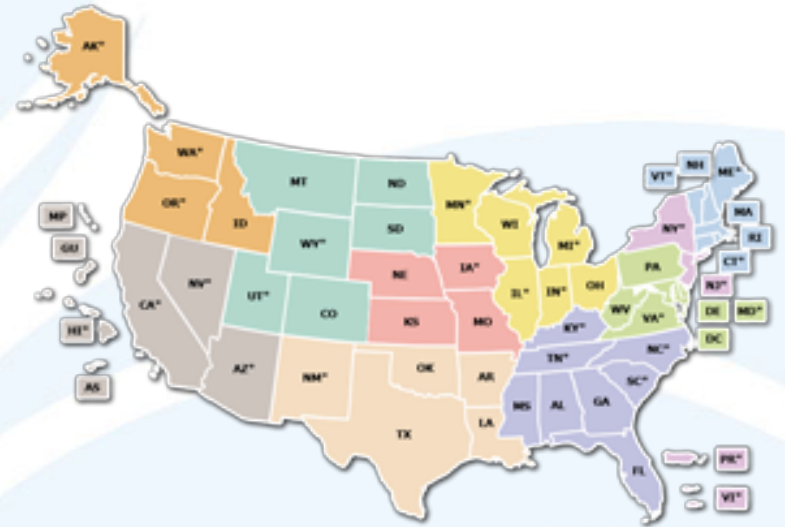 AK*
WA*
MT
ND
MN*
VT*
NH
ME*
OR*
ID
WY*
SD
WI
MI*
NY*
MA
RI
MP
GU
CA*
NV*
UT*
CO
NE
IA*
IL*
IN*
OH
PA
CT*
NJ*
HI*
AS
AZ*
NM*
KS
MO
KY*
WV
VA*
DE
MD*
DC
OK
AR
TN*
NC*
SC*
TX
LA
MS
AL
GA
FL
PR*
VI*